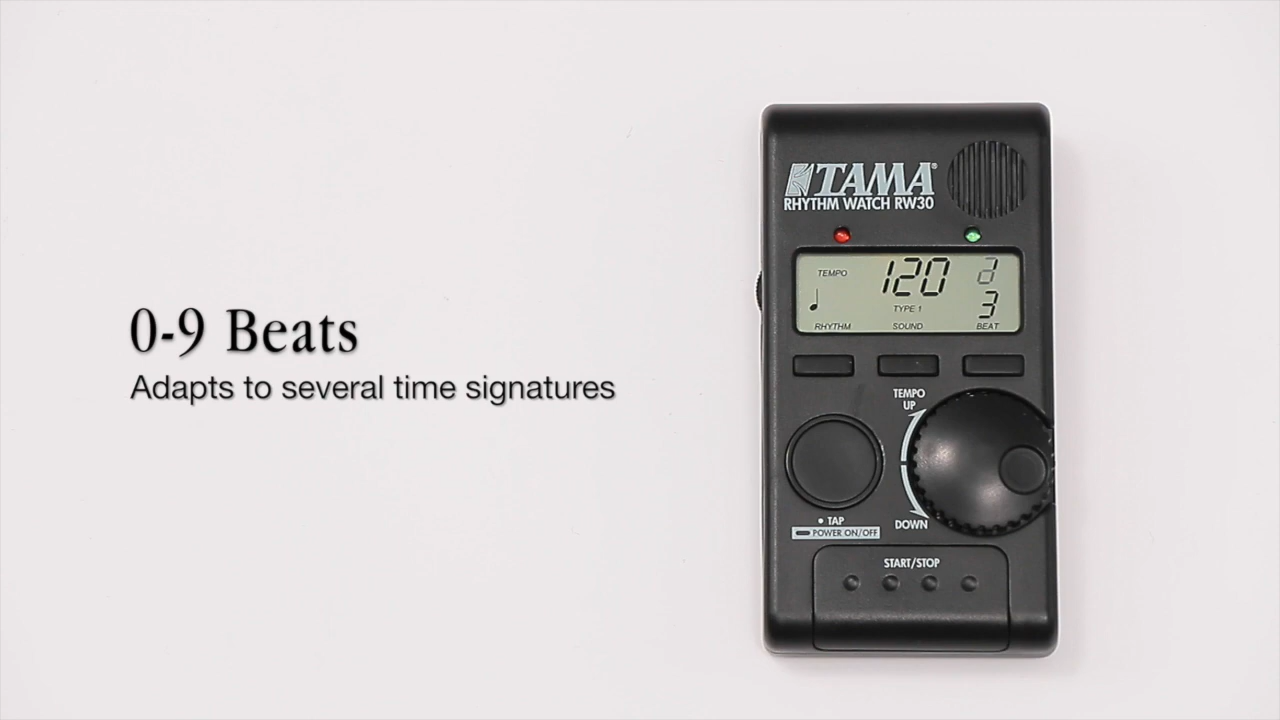 0-9 Beats
Adapts to several time signatures
TAMA®
RHYTHM WATCH RW30
TEMPO 120
TYPE 1 3
RHYTHM SOUND BEAT
TEMPO
UP
DOWN
• TAP
POWER ON/OFF
START/STOP